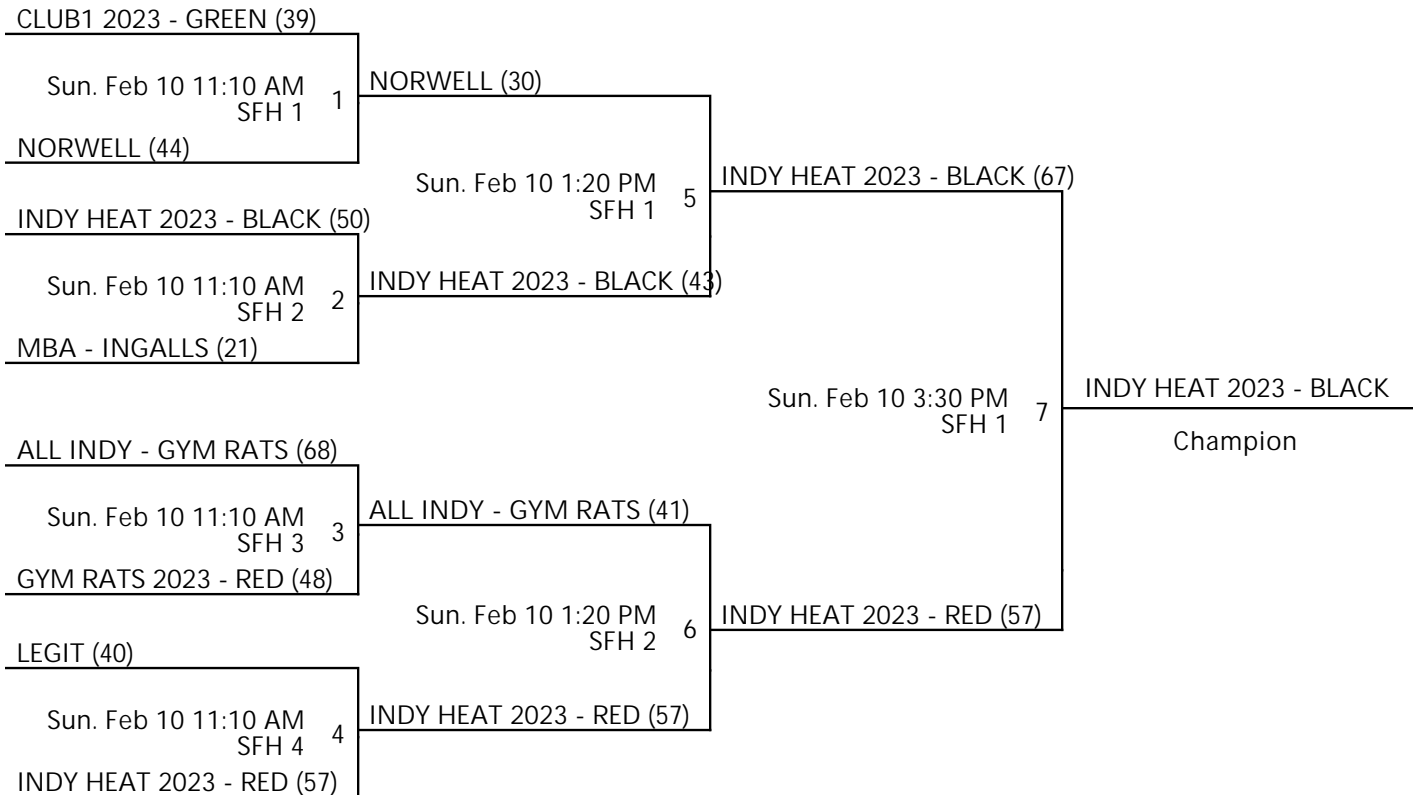 CLUB1 2023 - GREEN (39)
Sun. Feb 10 11:10 AM
SFH 1
1
NORWELL (44)
NORWELL (30)
INDY HEAT 2023 - BLACK (50)
Sun. Feb 10 11:10 AM
SFH 2
2
MBA - INGALLS (21)
Sun. Feb 10 1:20 PM
SFH 1
5
INDY HEAT 2023 - BLACK (43)
INDY HEAT 2023 - BLACK (67)
ALL INDY - GYM RATS (68)
Sun. Feb 10 11:10 AM
SFH 3
3
GYM RATS 2023 - RED (48)
ALL INDY - GYM RATS (41)
LEGIT (40)
Sun. Feb 10 11:10 AM
SFH 4
4
INDY HEAT 2023 - RED (57)
Sun. Feb 10 1:20 PM
SFH 2
6
INDY HEAT 2023 - RED (57)
INDY HEAT 2023 - RED (57)
Sun. Feb 10 3:30 PM
SFH 1
7
INDY HEAT 2023 - BLACK
Champion